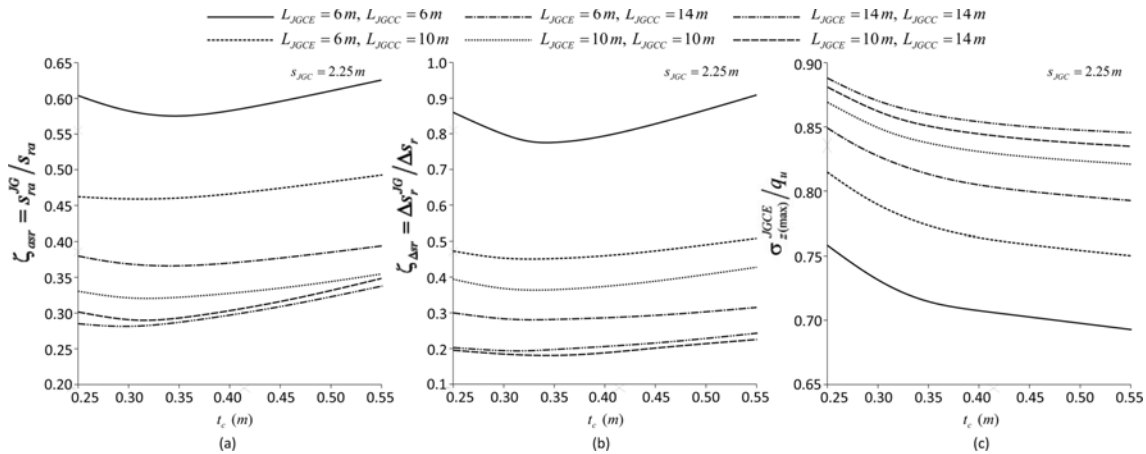 L_JGCE = 6 m, L_JGCC = 6 m L_JGCE = 6 m, L_JGCC = 14 m L_JGCE = 14 m, L_JGCC = 14 m
L_JGCE = 6 m, L_JGCC = 10 m L_JGCE = 10 m, L_JGCC = 10 m L_JGCE = 10 m, L_JGCC = 14 m
ζ_asr = s_ra^JG / s_ra
0.65
0.60
0.55
0.50
0.45
0.40
0.35
0.30
0.25
0.20
s_JGC = 2.25 m
0.25 0.30 0.35 0.40 0.45 0.50 0.55
t_c (m)
(a)
ζ_Δsr = Δs_r^JG / Δs_r
1.0
0.9
0.8
0.7
0.6
0.5
0.4
0.3
0.2
0.1
s_JGC = 2.25 m
0.25 0.30 0.35 0.40 0.45 0.50 0.55
t_c (m)
(b)
σ_z(max)^JGCE / q_u
0.90
0.85
0.80
0.75
0.70
0.65
s_JGC = 2.25 m
0.25 0.30 0.35 0.40 0.45 0.50 0.55
t_c (m)
(c)